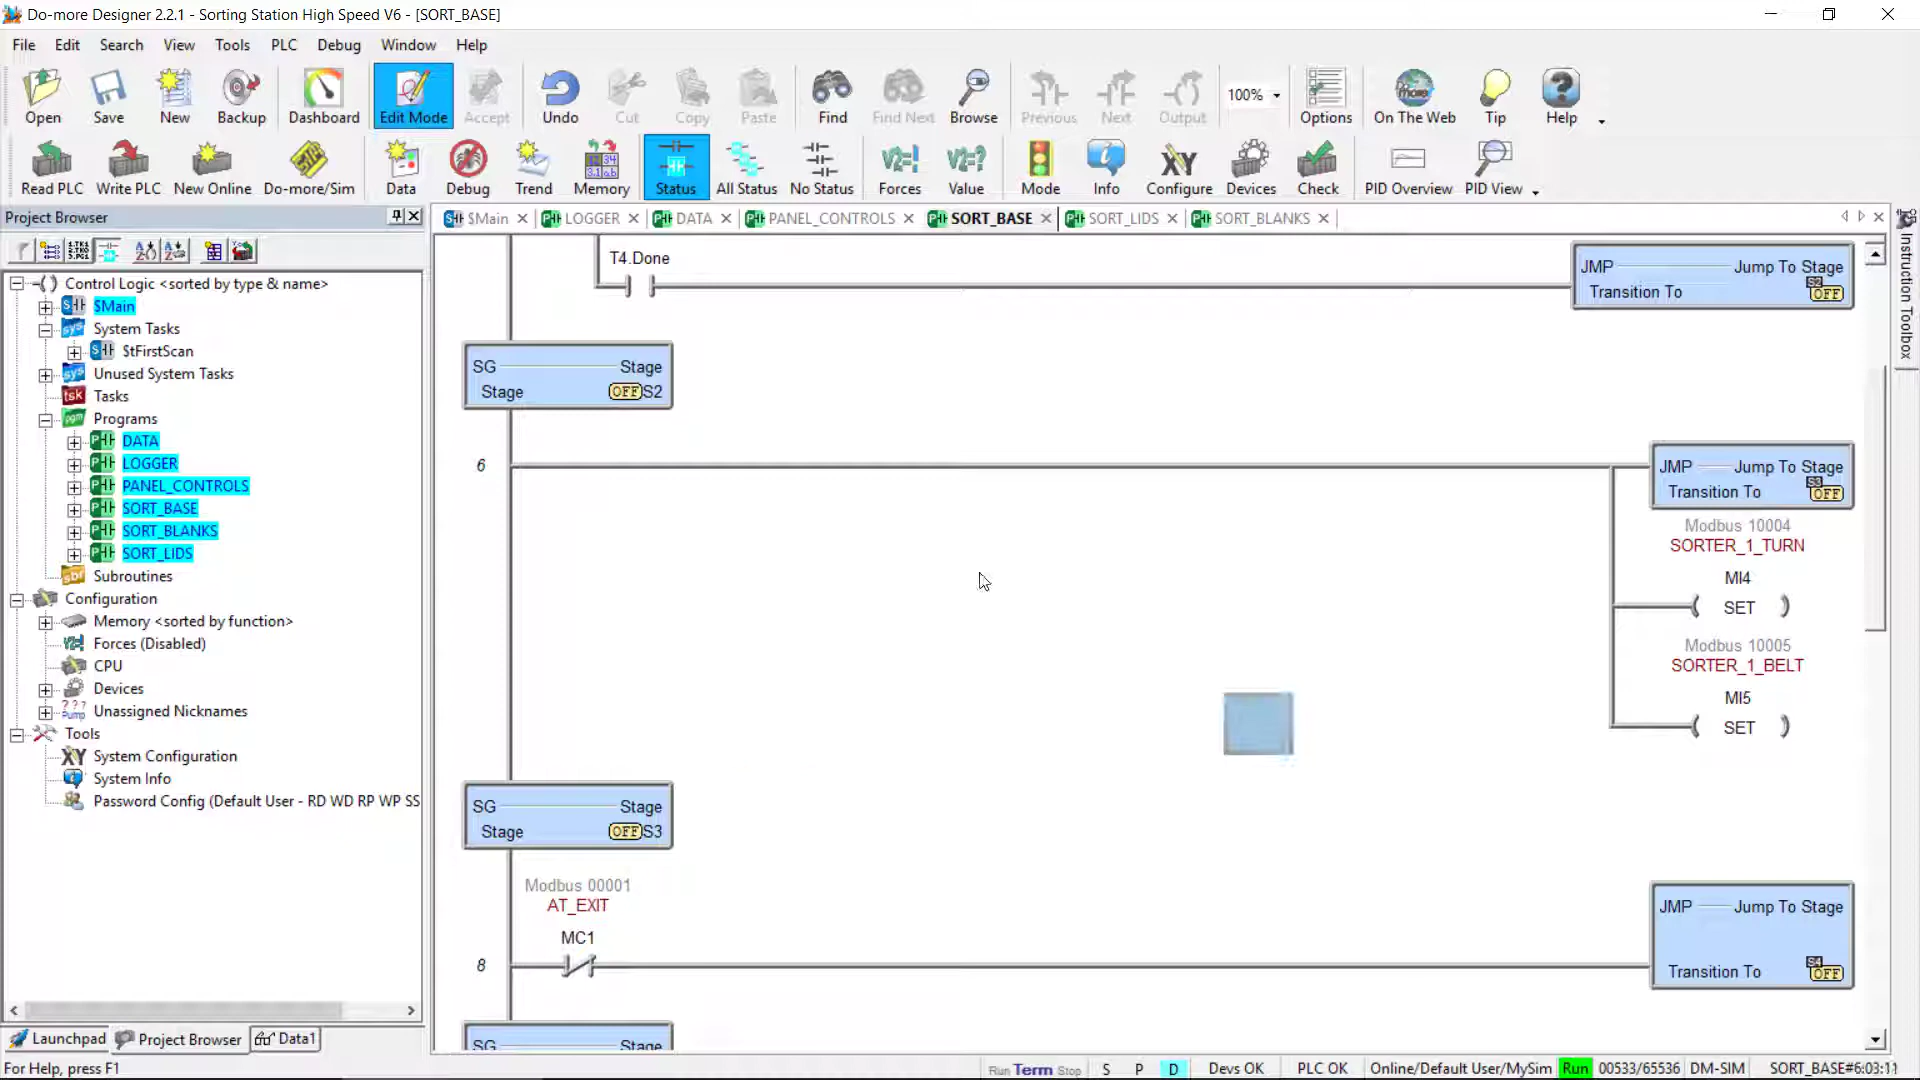 Do-more Designer 2.2.1 - Sorting Station High Speed V6 - [SORT_BASE]
File Edit Search View Tools PLC Debug Window Help
Open Save New Backup Dashboard Edit Mode Accept Undo Cut Copy Paste Find Find Next Browse Previous Next Output 100% Options On The Web Tip Help
Read PLC Write PLC New Online Do-more/Sim Data Debug Trend Memory Status All Status No Status Forces Value Mode Info Configure Devices Check PID Overview PID View
Project Browser
$Main LOGGER DATA PANEL_CONTROLS SORT_BASE SORT_LIDS SORT_BLANKS
Instruction Toolbox
Control Logic <sorted by type & name>
$Main
System Tasks
$tFirstScan
Unused System Tasks
Tasks
Programs
DATA
LOGGER
PANEL_CONTROLS
SORT_BASE
SORT_BLANKS
SORT_LIDS
Subroutines
Configuration
Memory <sorted by function>
Forces (Disabled)
CPU
Devices
Unassigned Nicknames
Tools
System Configuration
System Info
Password Config (Default User - RD WD RP WP SS
Launchpad Project Browser Data1
T4.Done
JMP Jump To Stage
S2
Transition To OFF
SG Stage
Stage OFF S2
6
JMP Jump To Stage
S3
Transition To OFF
Modbus 10004
SORTER_1_TURN
MI4
SET
Modbus 10005
SORTER_1_BELT
MI5
SET
SG Stage
Stage OFF S3
Modbus 00001
AT_EXIT
MC1
8
JMP Jump To Stage
S4
Transition To OFF
SG Stage
For Help, press F1
Run Term Stop S P D Devs OK PLC OK Online/Default User/MySim Run 00533/65536 DM-SIM SORT_BASE#6:03:11